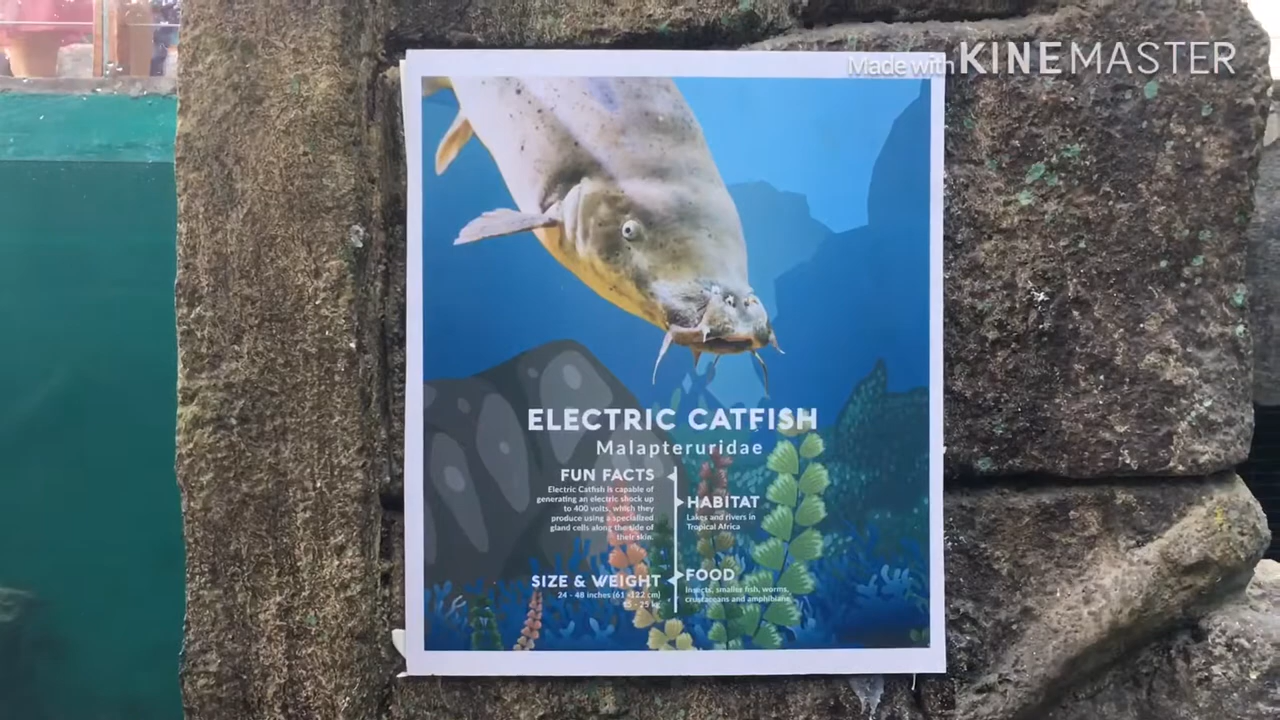 Made with KINEMASTER
ELECTRIC CATFISH
Malapteruridae
FUN FACTS
Electric Catfish is capable of
generating an electric shock up
to 400 volts, which they
produce using a specialized
gland cells along the side of
their skin.
HABITAT
Lakes and rivers in
Tropical Africa
SIZE & WEIGHT
24 - 48 inches (61 -122 cm)
15 - 25 kg
FOOD
Insects, smaller fish, worms,
crustaceans and amphibians